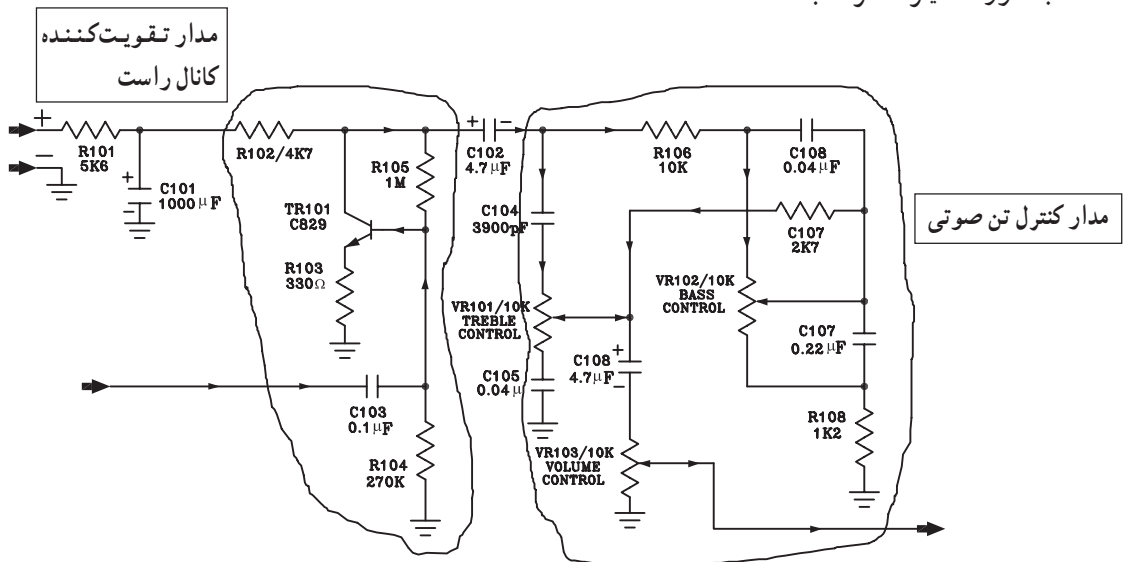 مدار تقویت‌کننده
کانال راست
+
−
R101
5K6
+
−
C101
1000μF
R102/4K7
R105
1M
TR101
C829
R103
330Ω
C103
0.1μF
R104
270K
+ −
C102
4.7μF
C104
3900pF
VR101/10K
TREBLE
CONTROL
C105
0.04μ
R106
10K
C108
0.04μF
C107
2K7
VR102/10K
BASS
CONTROL
C107
0.22μF
+
−
C108
4.7μF
R108
1K2
VR103/10K
VOLUME
CONTROL
مدار کنترل تن صوتی